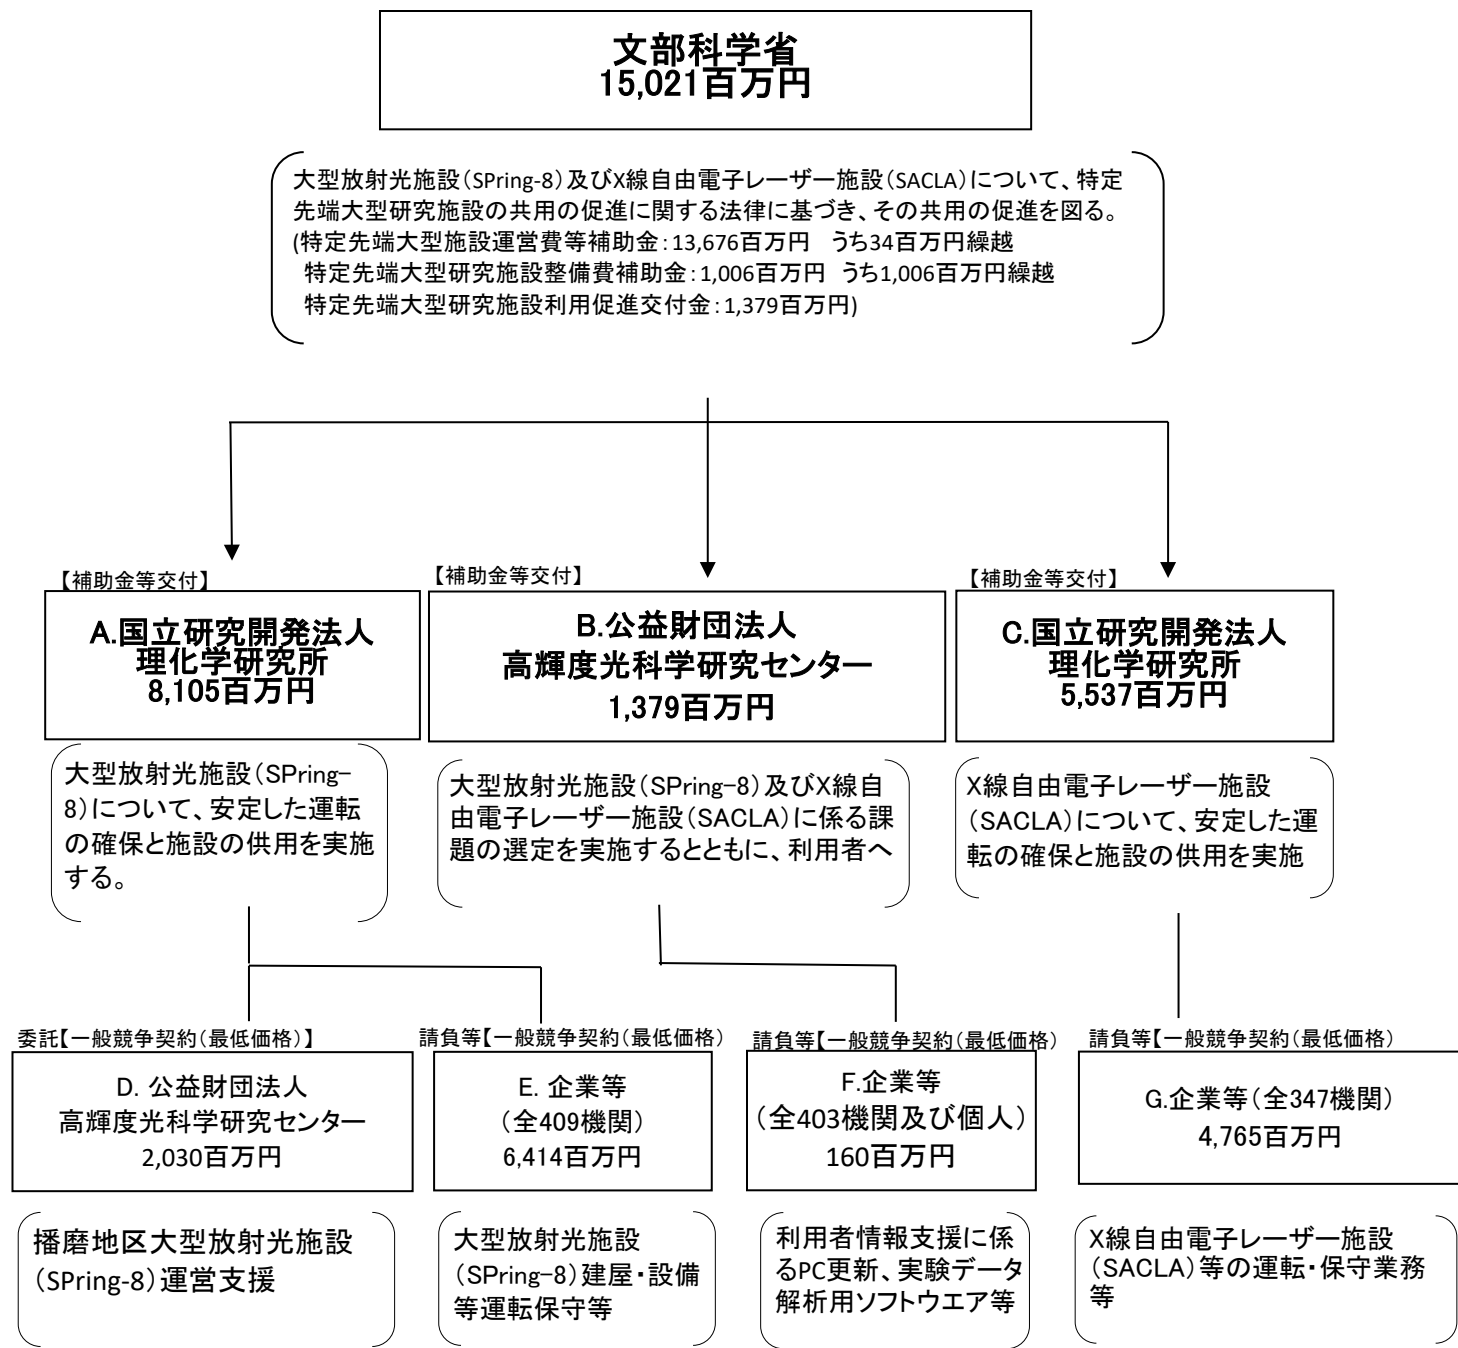 文部科学省
15,021百万円
大型放射光施設（SPring-8）及びX線自由電子レーザー施設（SACLA）について、特定
先端大型研究施設の共用の促進に関する法律に基づき、その共用の促進を図る。
(特定先端大型施設運営費等補助金：13,676百万円　うち34百万円繰越
特定先端大型研究施設整備費補助金：1,006百万円　うち1,006百万円繰越
特定先端大型研究施設利用促進交付金：1,379百万円)
【補助金等交付】
A.国立研究開発法人
理化学研究所
8,105百万円
大型放射光施設（SPring-
8）について、安定した運転
の確保と施設の供用を実施
する。
【補助金等交付】
B.公益財団法人
高輝度光科学研究センター
1,379百万円
大型放射光施設（SPring-8）及びX線自
由電子レーザー施設（SACLA）に係る課
題の選定を実施するとともに、利用者へ
【補助金等交付】
C.国立研究開発法人
理化学研究所
5,537百万円
X線自由電子レーザー施設
（SACLA）について、安定した運
転の確保と施設の供用を実施
委託【一般競争契約（最低価格）】
D. 公益財団法人
高輝度光科学研究センター
2,030百万円
播磨地区大型放射光施設
（SPring-8）運営支援
請負等【一般競争契約（最低価格）
E. 企業等
（全409機関）
6,414百万円
大型放射光施設
（SPring-8）建屋・設備
等運転保守等
請負等【一般競争契約（最低価格）
F.企業等
（全403機関及び個人）
160百万円
利用者情報支援に係
るPC更新、実験データ
解析用ソフトウエア等
請負等【一般競争契約（最低価格）
G.企業等（全347機関）
4,765百万円
X線自由電子レーザー施設
（SACLA）等の運転・保守業務
等